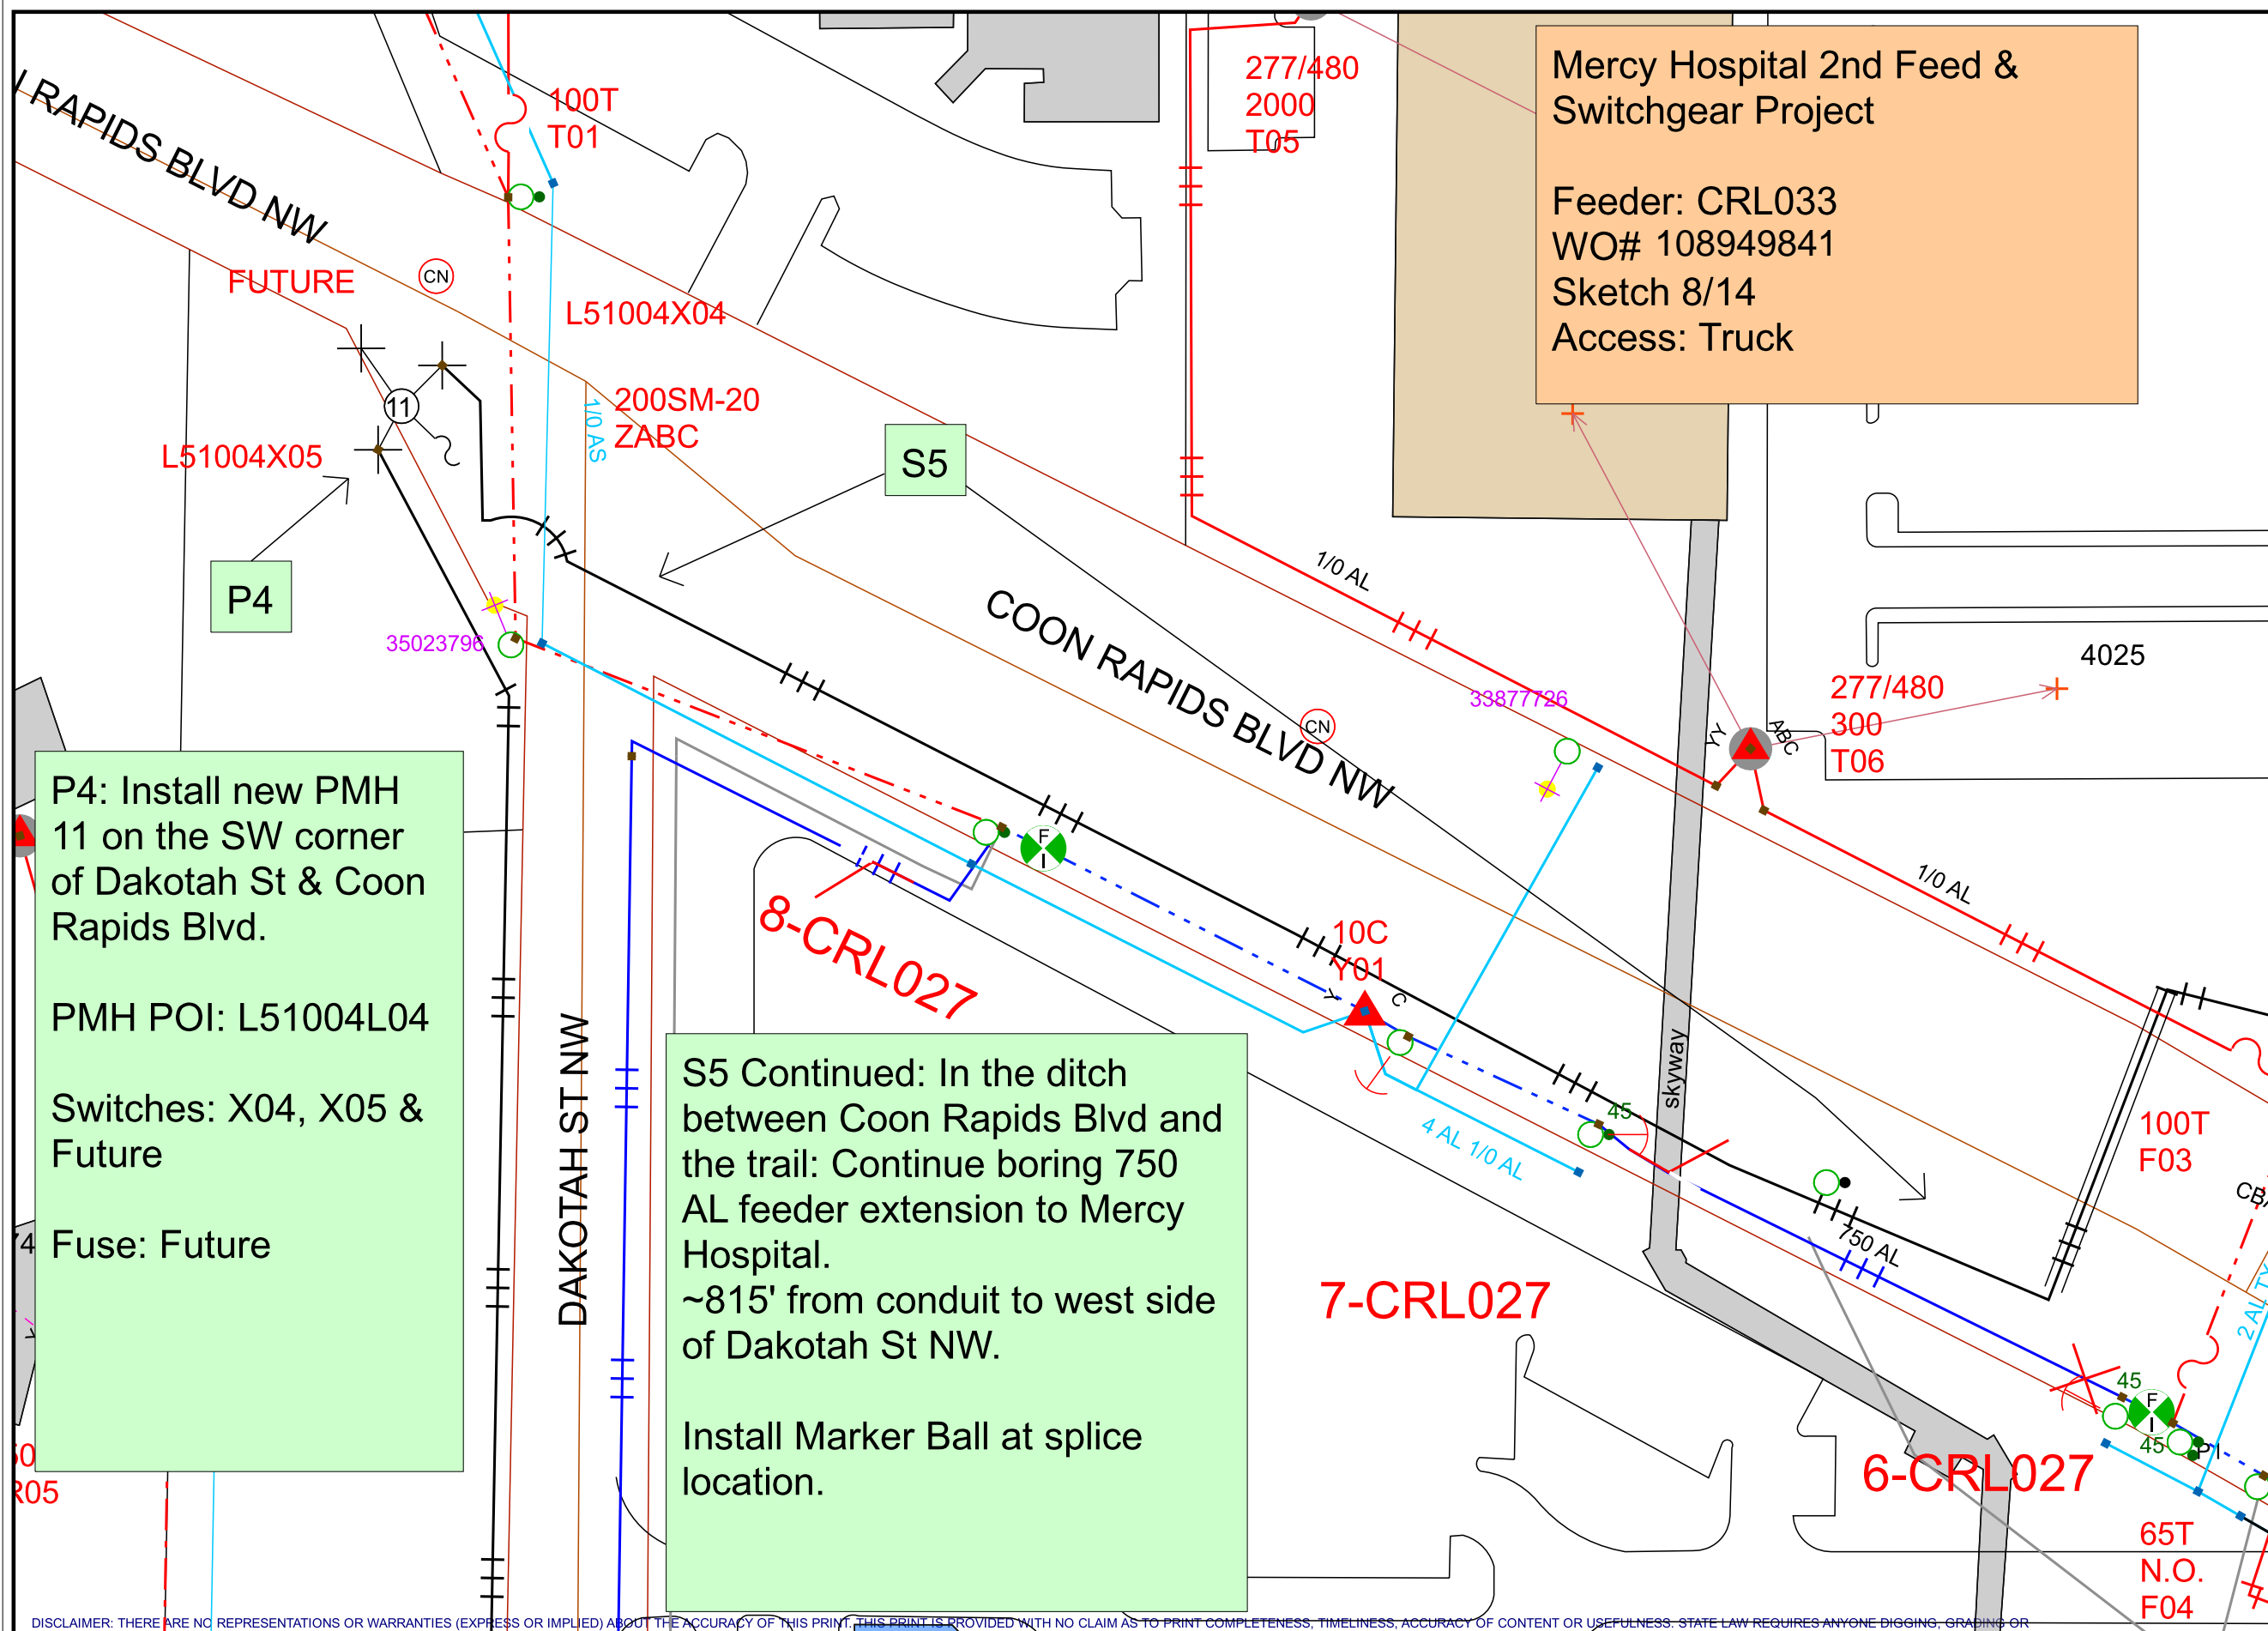 N RAPIDS BLVD NW
100T
T01
277/480
2000
T05
Mercy Hospital 2nd Feed &
Switchgear Project
Feeder: CRL033
WO# 108949841
Sketch 8/14
Access: Truck
FUTURE
CN
L51004X04
11
1/0 AS
200SM-20
ZABC
L51004X05
S5
P4
1/0 AL
35023796
COON RAPIDS BLVD NW
CN
33877726
4025
277/480
300
T06
YY
ABC
P4: Install new PMH
11 on the SW corner
of Dakotah St & Coon
Rapids Blvd.
PMH POI: L51004L04
Switches: X04, X05 &
Future
Fuse: Future
F
I
1/0 AL
8-CRL027
10C
Y01
Y
C
DAKOTAH ST NW
S5 Continued: In the ditch
between Coon Rapids Blvd and
the trail: Continue boring 750
AL feeder extension to Mercy
Hospital.
~815' from conduit to west side
of Dakotah St NW.
Install Marker Ball at splice
location.
skyway
45
4 AL 1/0 AL
100T
F03
750 AL
2 AL TX
7-CRL027
45
F
I
45
PI
6-CRL027
R05
65T
N.O.
F04
DISCLAIMER: THERE ARE NO REPRESENTATIONS OR WARRANTIES (EXPRESS OR IMPLIED) ABOUT THE ACCURACY OF THIS PRINT. THIS PRINT IS PROVIDED WITH NO CLAIM AS TO PRINT COMPLETENESS, TIMELINESS, ACCURACY OF CONTENT OR USEFULNESS. STATE LAW REQUIRES ANYONE DIGGING, GRADING OR